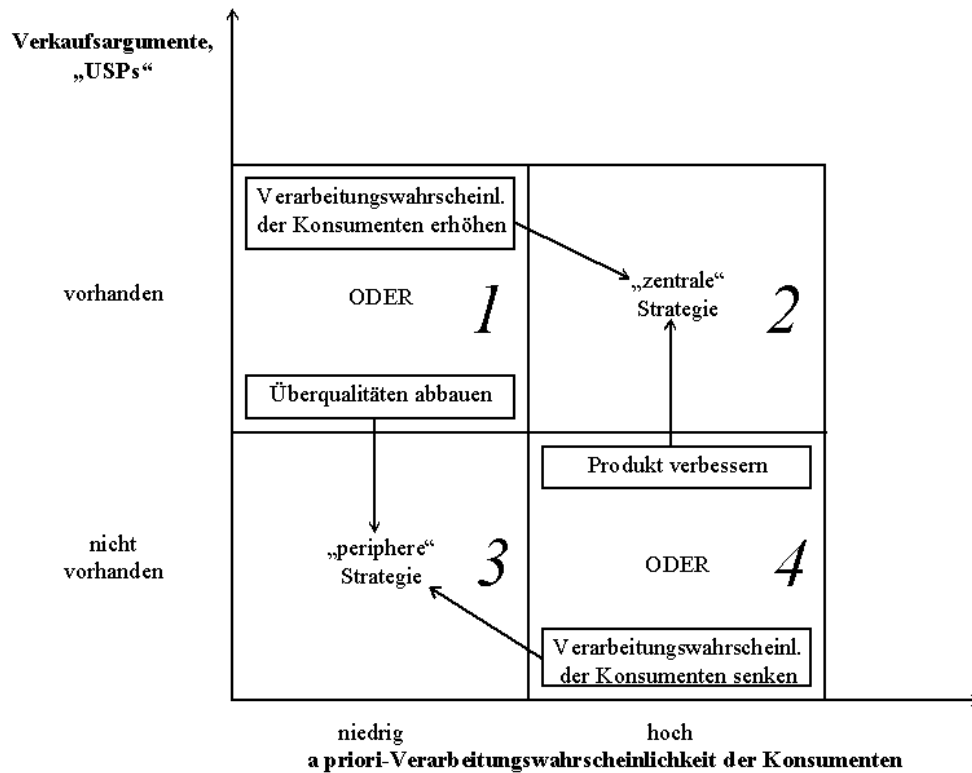 Verkaufsargumente,
„USPs“
Verarbeitungswahrscheinl.
der Konsumenten erhöhen
vorhanden
ODER
1
„zentrale“
Strategie
2
Überqualitäten abbauen
Produkt verbessern
nicht
vorhanden
„periphere“
Strategie
3
ODER
4
Verarbeitungswahrscheinl.
der Konsumenten senken
niedrig
hoch
a priori-Verarbeitungswahrscheinlichkeit der Konsumenten